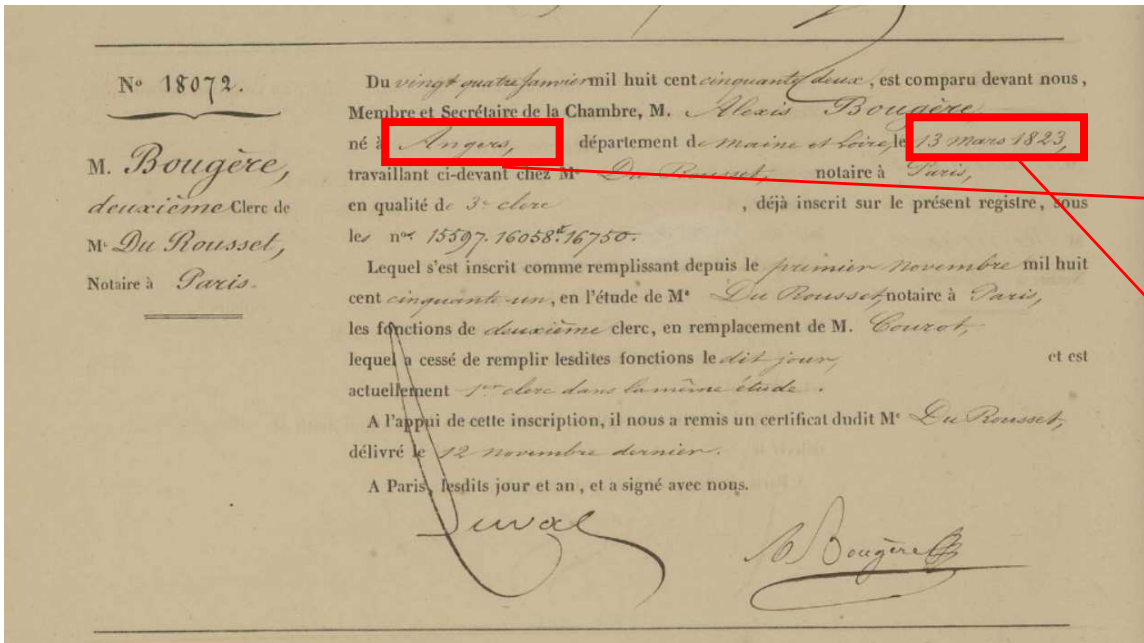 N° 18072.
M. Bougère,
deuxième Clerc de
Me Du Rousset,
Notaire à Paris.
Du vingt quatre Janvier mil huit cent cinquante deux, est comparu devant nous,
Membre et Secrétaire de la Chambre, M. Alexis Bougère
né à Angers, département de maine et Loire, le 13 mars 1823,
travaillant ci-devant chez Me Du Rousset, notaire à Paris,
en qualité de 3e clerc , déjà inscrit sur le présent registre, sous
les nos 15597. 16058 et 16750.
Lequel s'est inscrit comme remplissant depuis le premier novembre mil huit
cent cinquante-un, en l'étude de Me Du Rousset, notaire à Paris,
les fonctions de deuxième clerc, en remplacement de M. Courot,
lequel a cessé de remplir lesdites fonctions le dit jour, et est
actuellement 1er clerc dans la même étude.
A l'appui de cette inscription, il nous a remis un certificat dudit Me Du Rousset,
délivré le 12 novembre dernier.
A Paris, lesdits jour et an, et a signé avec nous.
Duval
A Bougère